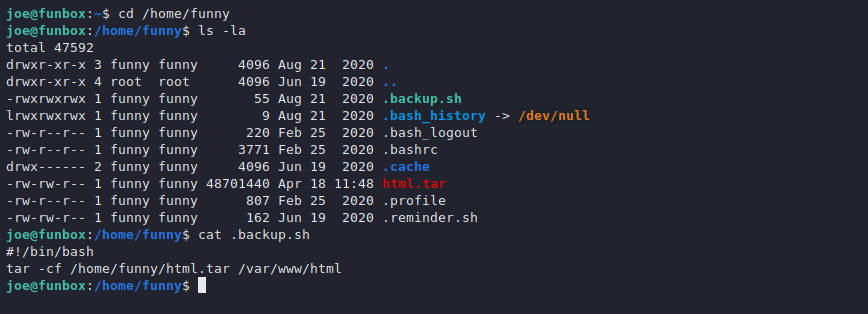 joe@funbox:~$ cd /home/funny
joe@funbox:/home/funny$ ls -la
total 47592
drwxr-xr-x 3 funny funny     4096 Aug 21  2020 .
drwxr-xr-x 4 root  root      4096 Jun 19  2020 ..
-rwxrwxrwx 1 funny funny       55 Aug 21  2020 .backup.sh
lrwxrwxrwx 1 funny funny        9 Aug 21  2020 .bash_history -> /dev/null
-rw-r--r-- 1 funny funny      220 Feb 25  2020 .bash_logout
-rw-r--r-- 1 funny funny     3771 Feb 25  2020 .bashrc
drwx------ 2 funny funny     4096 Jun 19  2020 .cache
-rw-rw-r-- 1 funny funny 48701440 Apr 18 11:48 html.tar
-rw-r--r-- 1 funny funny      807 Feb 25  2020 .profile
-rw-rw-r-- 1 funny funny      162 Jun 19  2020 .reminder.sh
joe@funbox:/home/funny$ cat .backup.sh
#!/bin/bash
tar -cf /home/funny/html.tar /var/www/html
joe@funbox:/home/funny$